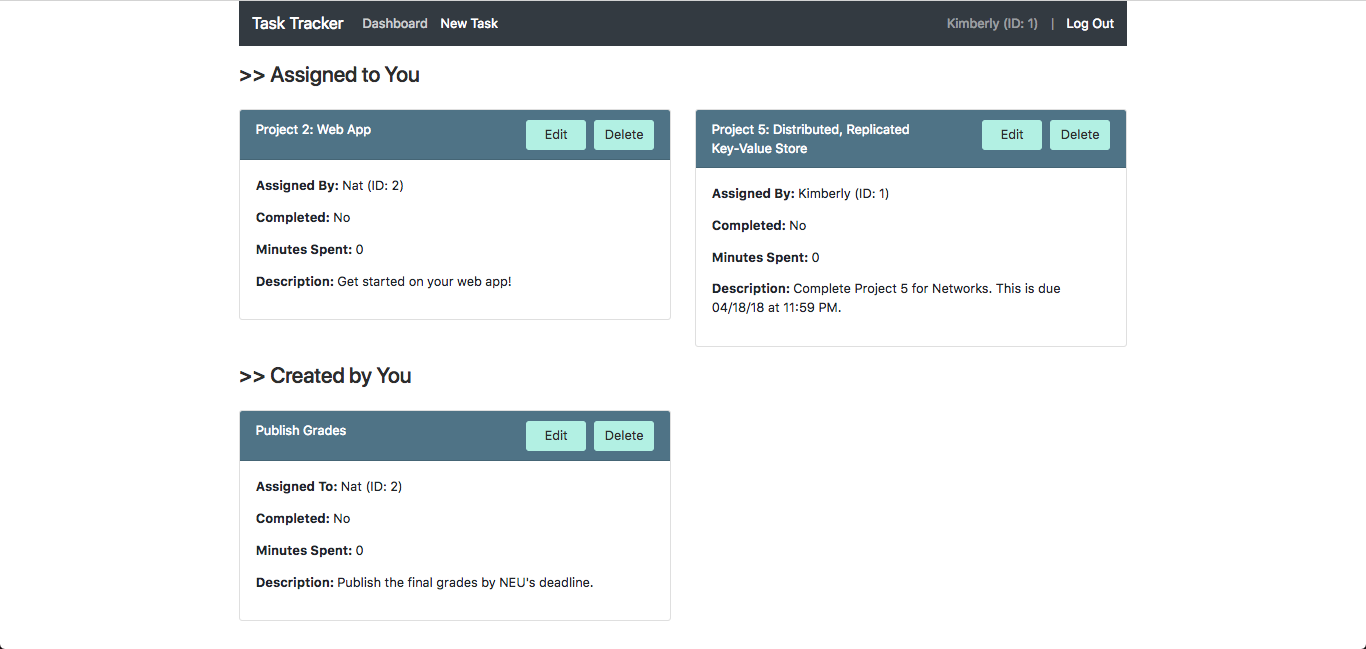 Task Tracker Dashboard New Task Kimberly (ID: 1) | Log Out
>> Assigned to You
Project 2: Web App Edit Delete
Assigned By: Nat (ID: 2)
Completed: No
Minutes Spent: 0
Description: Get started on your web app!
Project 5: Distributed, Replicated
Key-Value Store
Edit Delete
Assigned By: Kimberly (ID: 1)
Completed: No
Minutes Spent: 0
Description: Complete Project 5 for Networks. This is due
04/18/18 at 11:59 PM.
>> Created by You
Publish Grades Edit Delete
Assigned To: Nat (ID: 2)
Completed: No
Minutes Spent: 0
Description: Publish the final grades by NEU's deadline.